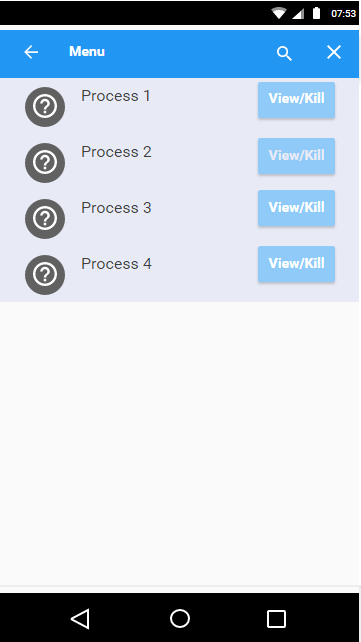 07:53
Menu
Process 1
View/Kill
Process 2
View/Kill
Process 3
View/Kill
Process 4
View/Kill